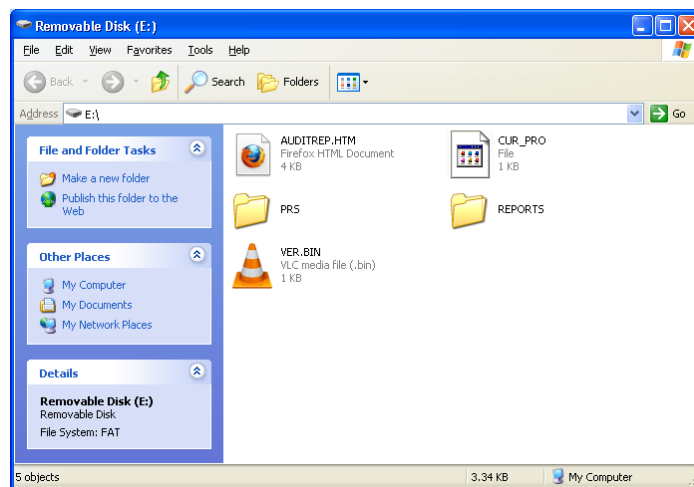 Removable Disk (E:)
File Edit View Favorites Tools Help
Back Search Folders
Address E:\ Go
File and Folder Tasks
Make a new folder
Publish this folder to the
Web
Other Places
My Computer
My Documents
My Network Places
Details
Removable Disk (E:)
Removable Disk
File System: FAT
AUDITREP.HTM
Firefox HTML Document
4 KB
CUR_PRO
File
1 KB
PRS
REPORTS
VER.BIN
VLC media file (.bin)
1 KB
5 objects 3.34 KB My Computer